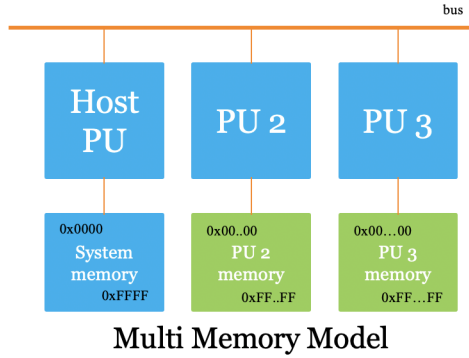 bus
Host
PU
PU 2
PU 3
0x0000
System
memory
0xFFFF
0x00..00
PU 2
memory
0xFF..FF
0x00...00
PU 3
memory
0xFF...FF
Multi Memory Model